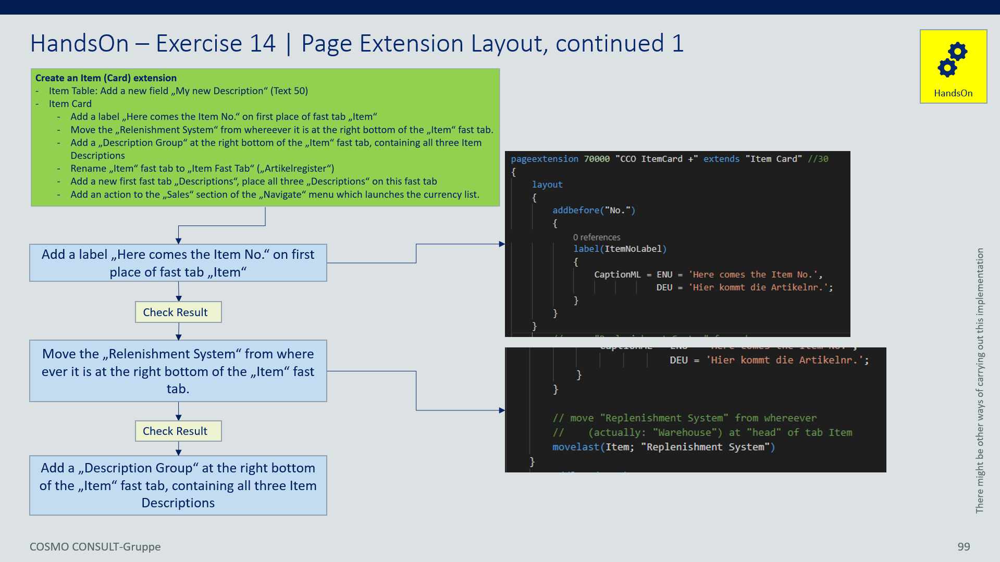 HandsOn – Exercise 14 | Page Extension Layout, continued 1
HandsOn
Create an Item (Card) extension
- Item Table: Add a new field „My new Description“ (Text 50)
- Item Card
- Add a label „Here comes the Item No.“ on first place of fast tab „Item“
- Move the „Relenishment System“ from whereever it is at the right bottom of the „Item“ fast tab.
- Add a „Description Group“ at the right bottom of the „Item“ fast tab, containing all three Item
Descriptions
- Rename „Item“ fast tab to „Item Fast Tab“ („Artikelregister“)
- Add a new first fast tab „Descriptions“, place all three „Descriptions“ on this fast tab
- Add an action to the „Sales“ section of the „Navigate“ menu which launches the currency list.
Add a label „Here comes the Item No.“ on first
place of fast tab „Item“
Check Result
Move the „Relenishment System“ from where
ever it is at the right bottom of the „Item“ fast
tab.
Check Result
Add a „Description Group“ at the right bottom
of the „Item“ fast tab, containing all three Item
Descriptions
pageextension 70000 "CCO ItemCard +" extends "Item Card" //30
{
layout
{
addbefore("No.")
{
0 references
label(ItemNoLabel)
{
CaptionML = ENU = 'Here comes the Item No.',
DEU = 'Hier kommt die Artikelnr.';
}
}
}
DEU = 'Hier kommt die Artikelnr.';
}
}
// move "Replenishment System" from whereever
// (actually: "Warehouse") at "head" of tab Item
movelast(Item; "Replenishment System")
}
There might be other ways of carrying out this implementation
COSMO CONSULT-Gruppe
99